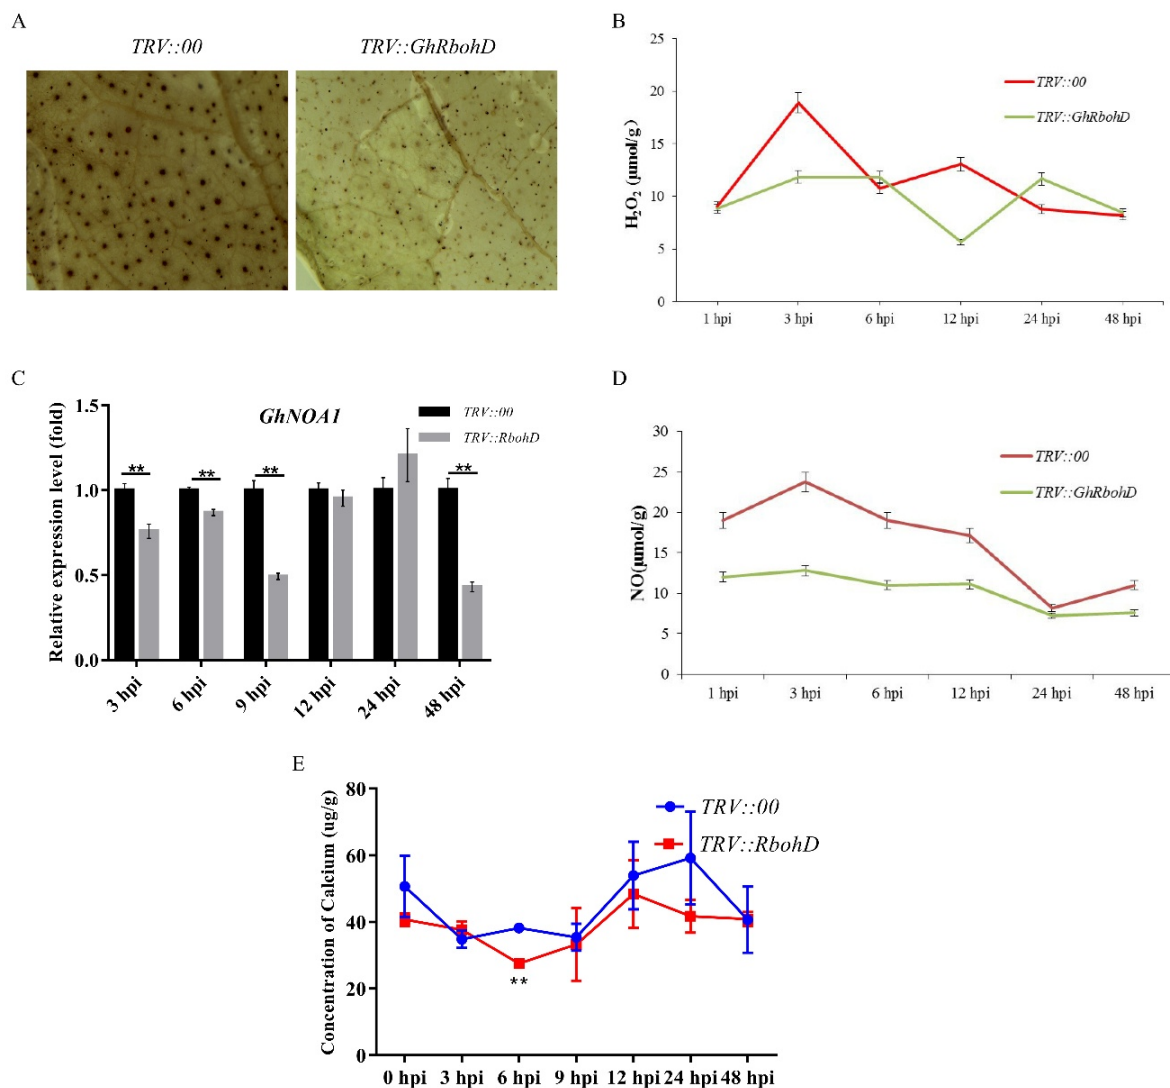 A
TRV::00
TRV::GhRbohD
B
25
20
15
10
5
0
H₂O₂ (μmol/g)
TRV::00
TRV::GhRbohD
1 hpi 3 hpi 6 hpi 12 hpi 24 hpi 48 hpi
C
GhNOA1
Relative expression level (fold)
1.5
1.0
0.5
0.0
TRV::00
TRV::RbohD
** ** ** **
3 hpi 6 hpi 9 hpi 12 hpi 24 hpi 48 hpi
D
30
25
20
15
10
5
0
NO(μmol/g)
TRV::00
TRV::GhRbohD
1 hpi 3 hpi 6 hpi 12 hpi 24 hpi 48 hpi
E
Concentration of Calcium (ug/g)
80
60
40
20
0
TRV::00
TRV::RbohD
**
0 hpi 3 hpi 6 hpi 9 hpi 12 hpi 24 hpi 48 hpi